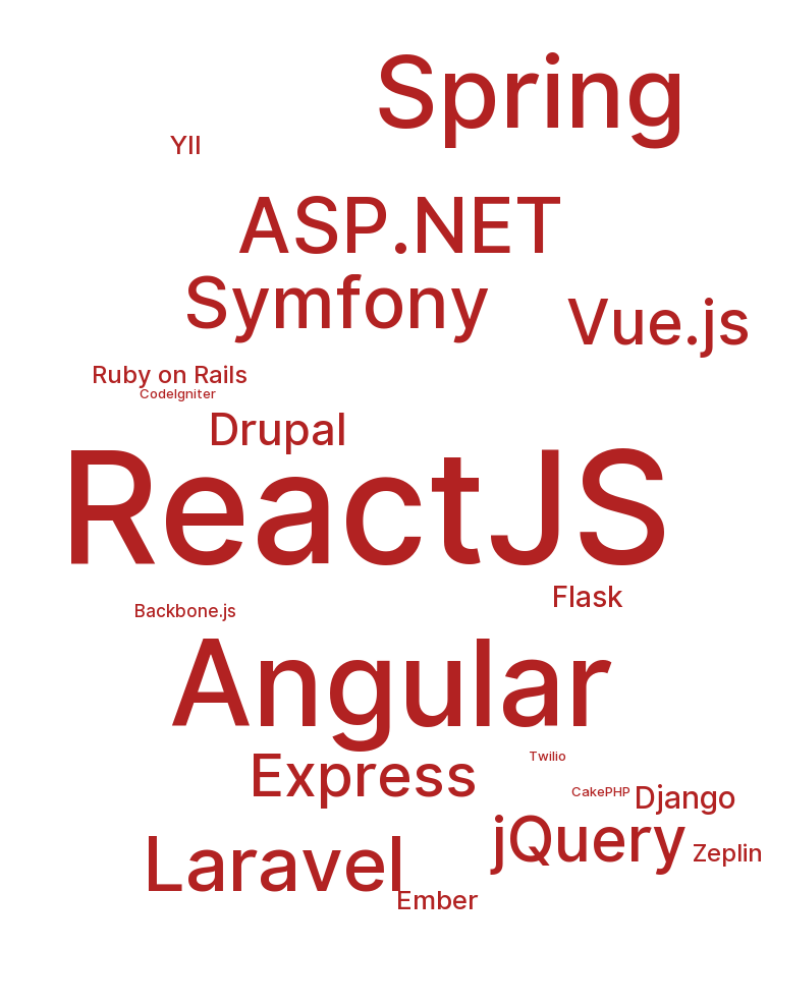 Spring
YII
ASP.NET
Symfony
Vue.js
Ruby on Rails
CodeIgniter
Drupal
ReactJS
Flask
Backbone.js
Angular
Twilio
Express
CakePHP
Django
jQuery
Zeplin
Laravel
Ember